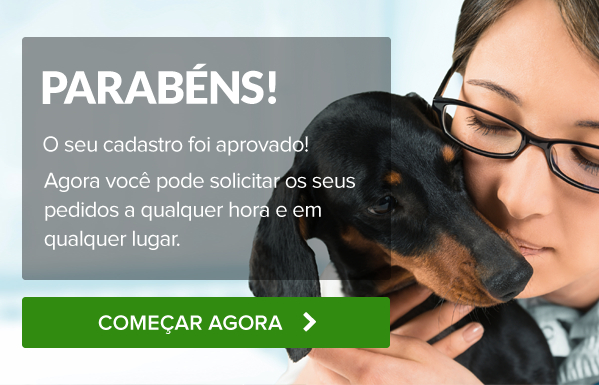 PARABÉNS!
O seu cadastro foi aprovado!
Agora você pode solicitar os seus
pedidos a qualquer hora e em
qualquer lugar.
COMEÇAR AGORA